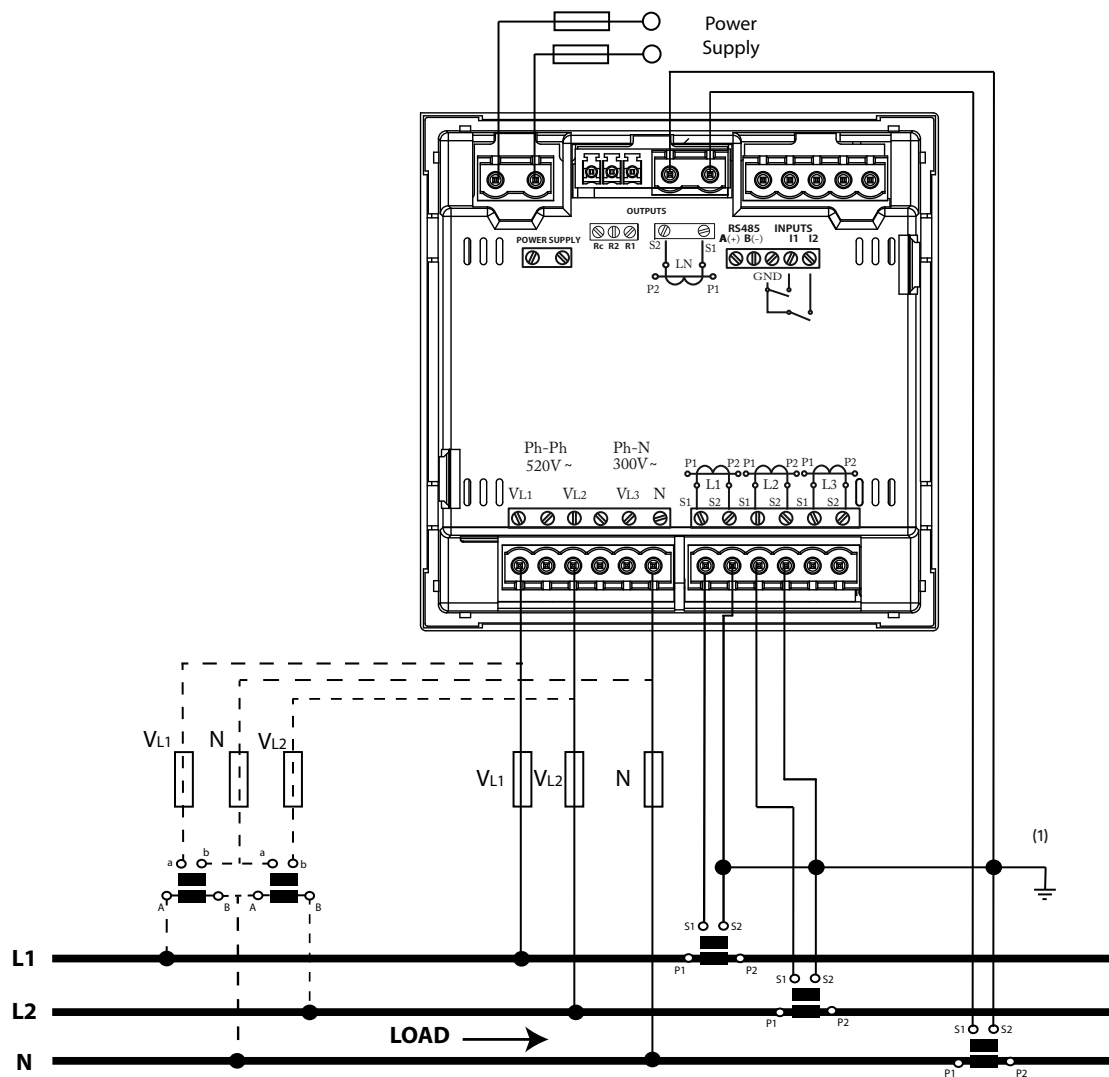 Power
Supply
OUTPUTS
POWER SUPPLY
Rc R2 R1
S2 S1
LN
P2 P1
RS485 INPUTS
A(+) B(-) I1 I2
GND
Ph-Ph Ph-N
520V ~ 300V ~
P1 P2 P1 P2 P1 P2
L1 L2 L3
VL1 VL2 VL3 N
S1 S2 S1 S2 S1 S2
VL1 N VL2
VL1 VL2 N
(1)
a b a b
A B A B
S1 S2
L1
P1 P2
S1 S2
L2
P1 P2
LOAD
S1 S2
N
P1 P2